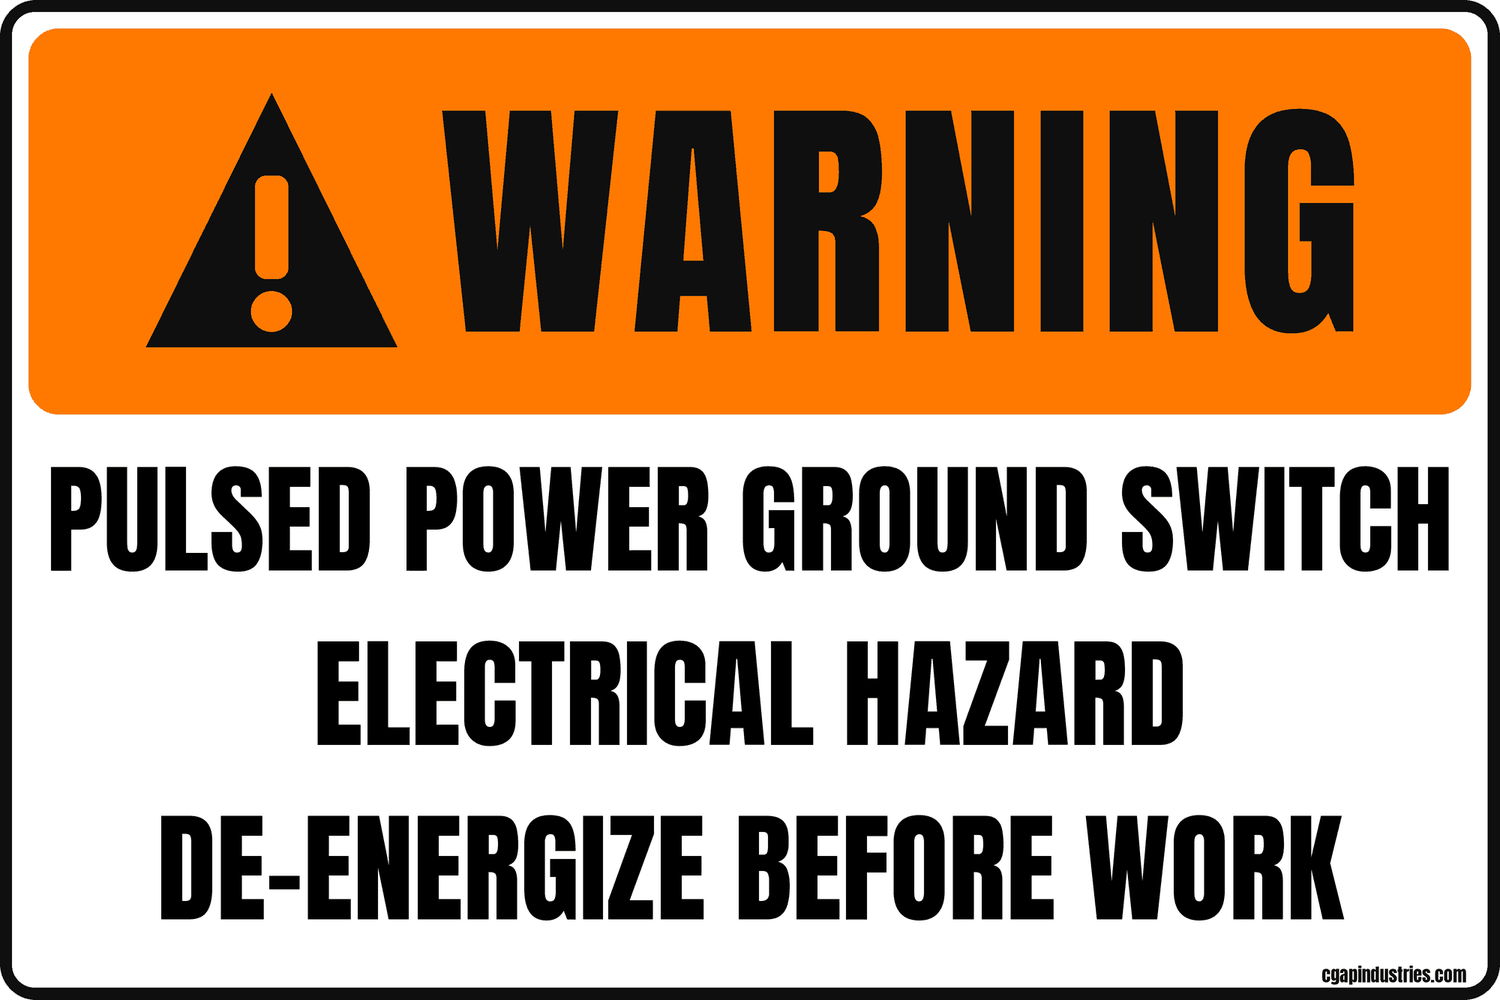 WARNING
PULSED POWER GROUND SWITCH
ELECTRICAL HAZARD
DE-ENERGIZE BEFORE WORK
cgapindustries.com